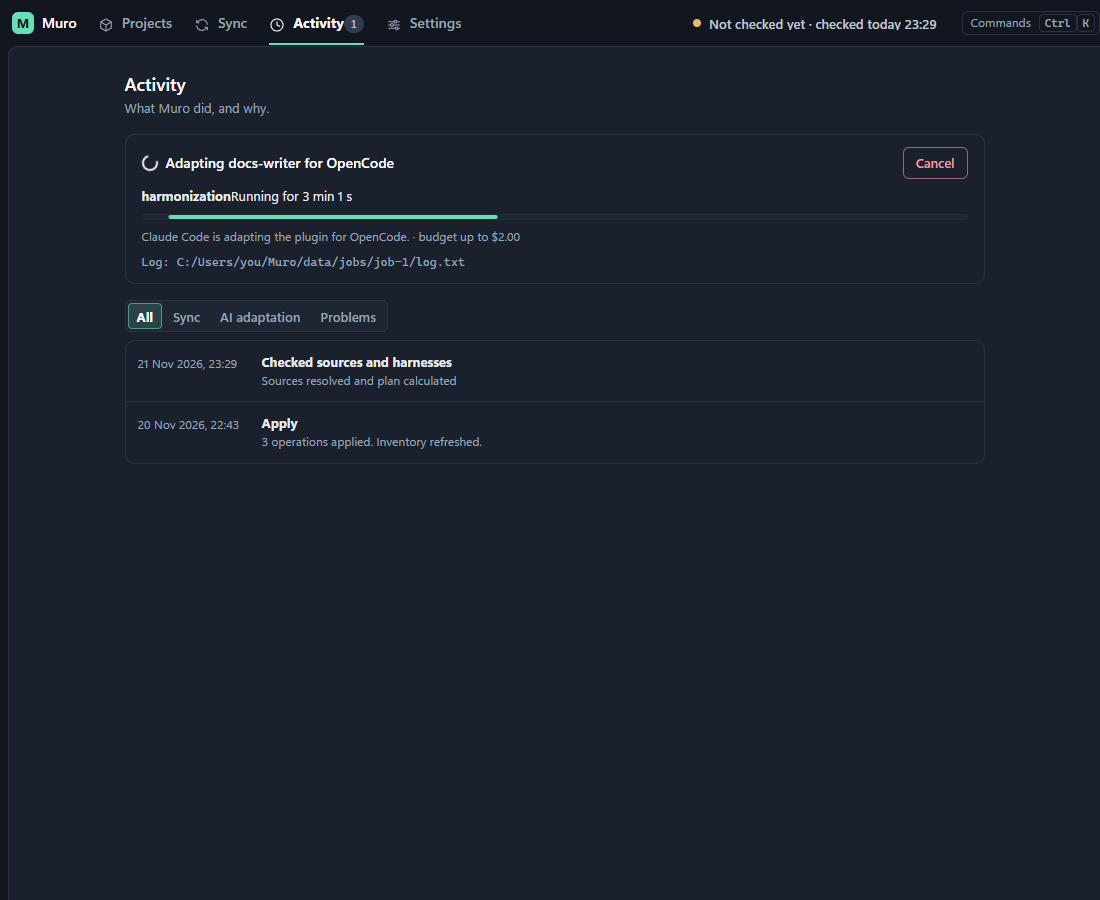 M Muro Projects Sync Activity 1 Settings Not checked yet · checked today 23:29 Commands Ctrl K
Activity
What Muro did, and why.
Adapting docs-writer for OpenCode Cancel
harmonizationRunning for 3 min 1 s
Claude Code is adapting the plugin for OpenCode. · budget up to $2.00
Log: C:/Users/you/Muro/data/jobs/job-1/log.txt
All Sync AI adaptation Problems
21 Nov 2026, 23:29 Checked sources and harnesses
Sources resolved and plan calculated
20 Nov 2026, 22:43 Apply
3 operations applied. Inventory refreshed.